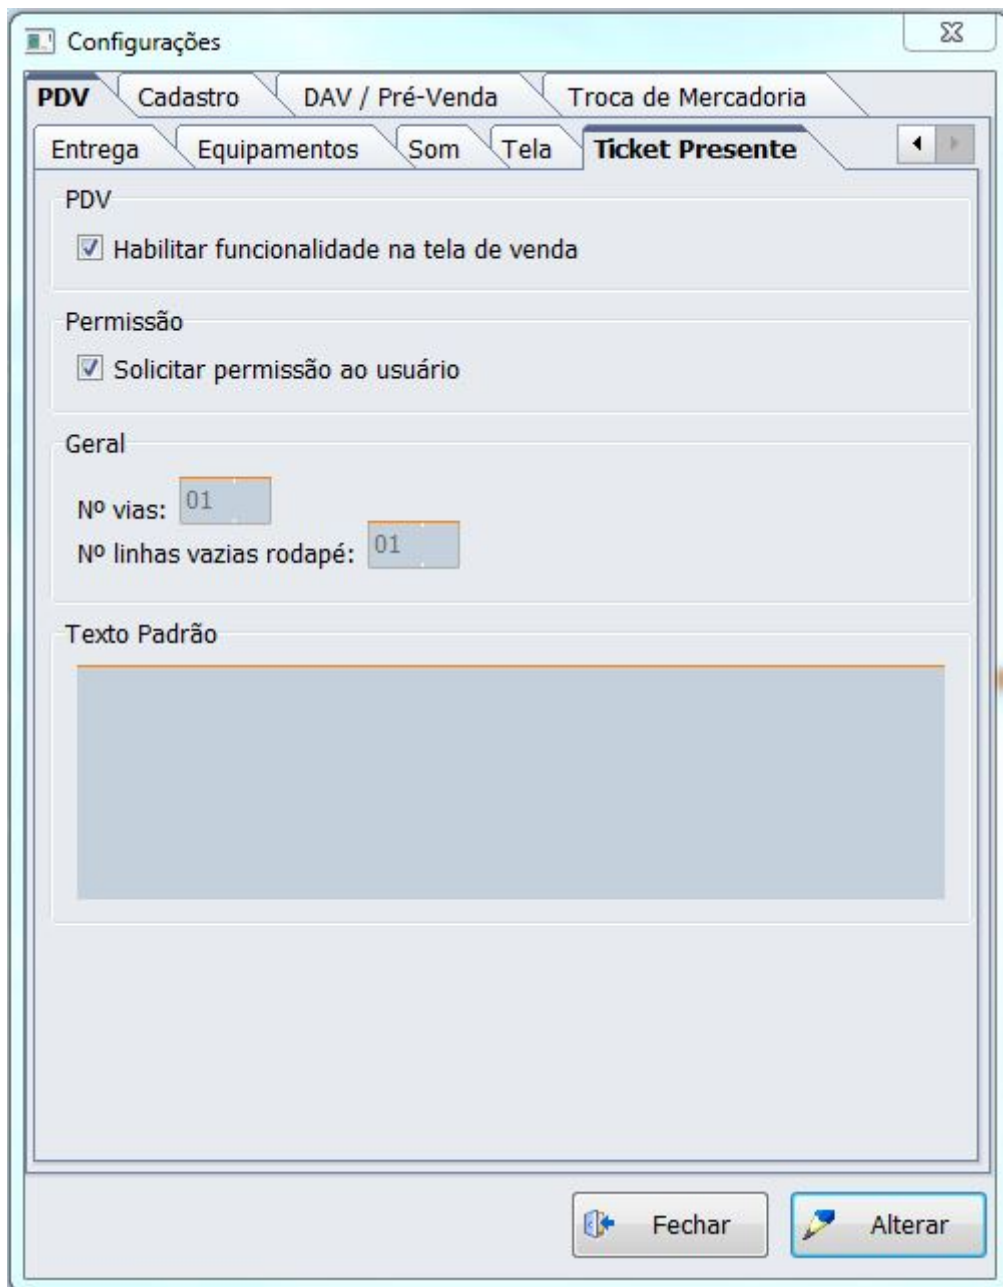 Configurações
PDV Cadastro DAV / Pré-Venda Troca de Mercadoria
Entrega Equipamentos Som Tela Ticket Presente
PDV
Habilitar funcionalidade na tela de venda
Permissão
Solicitar permissão ao usuário
Geral
Nº vias: 01
Nº linhas vazias rodapé: 01
Texto Padrão
Fechar Alterar